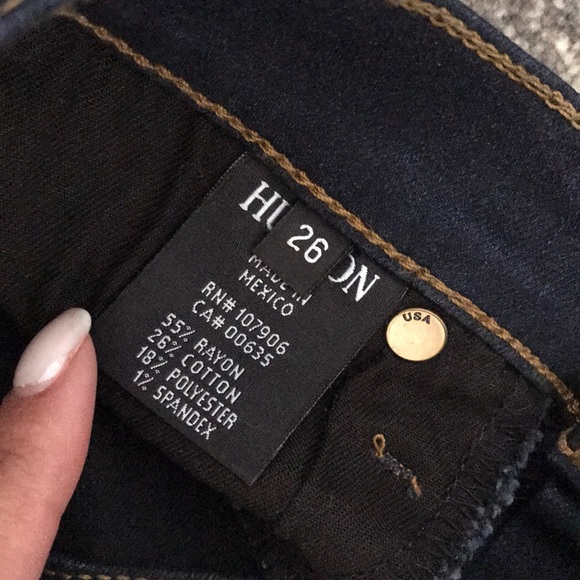 HU ON
26
MADE IN
MEXICO
RN# 107906
CA# 00635
55% RAYON
26% COTTON
18% POLYESTER
1% SPANDEX
USA